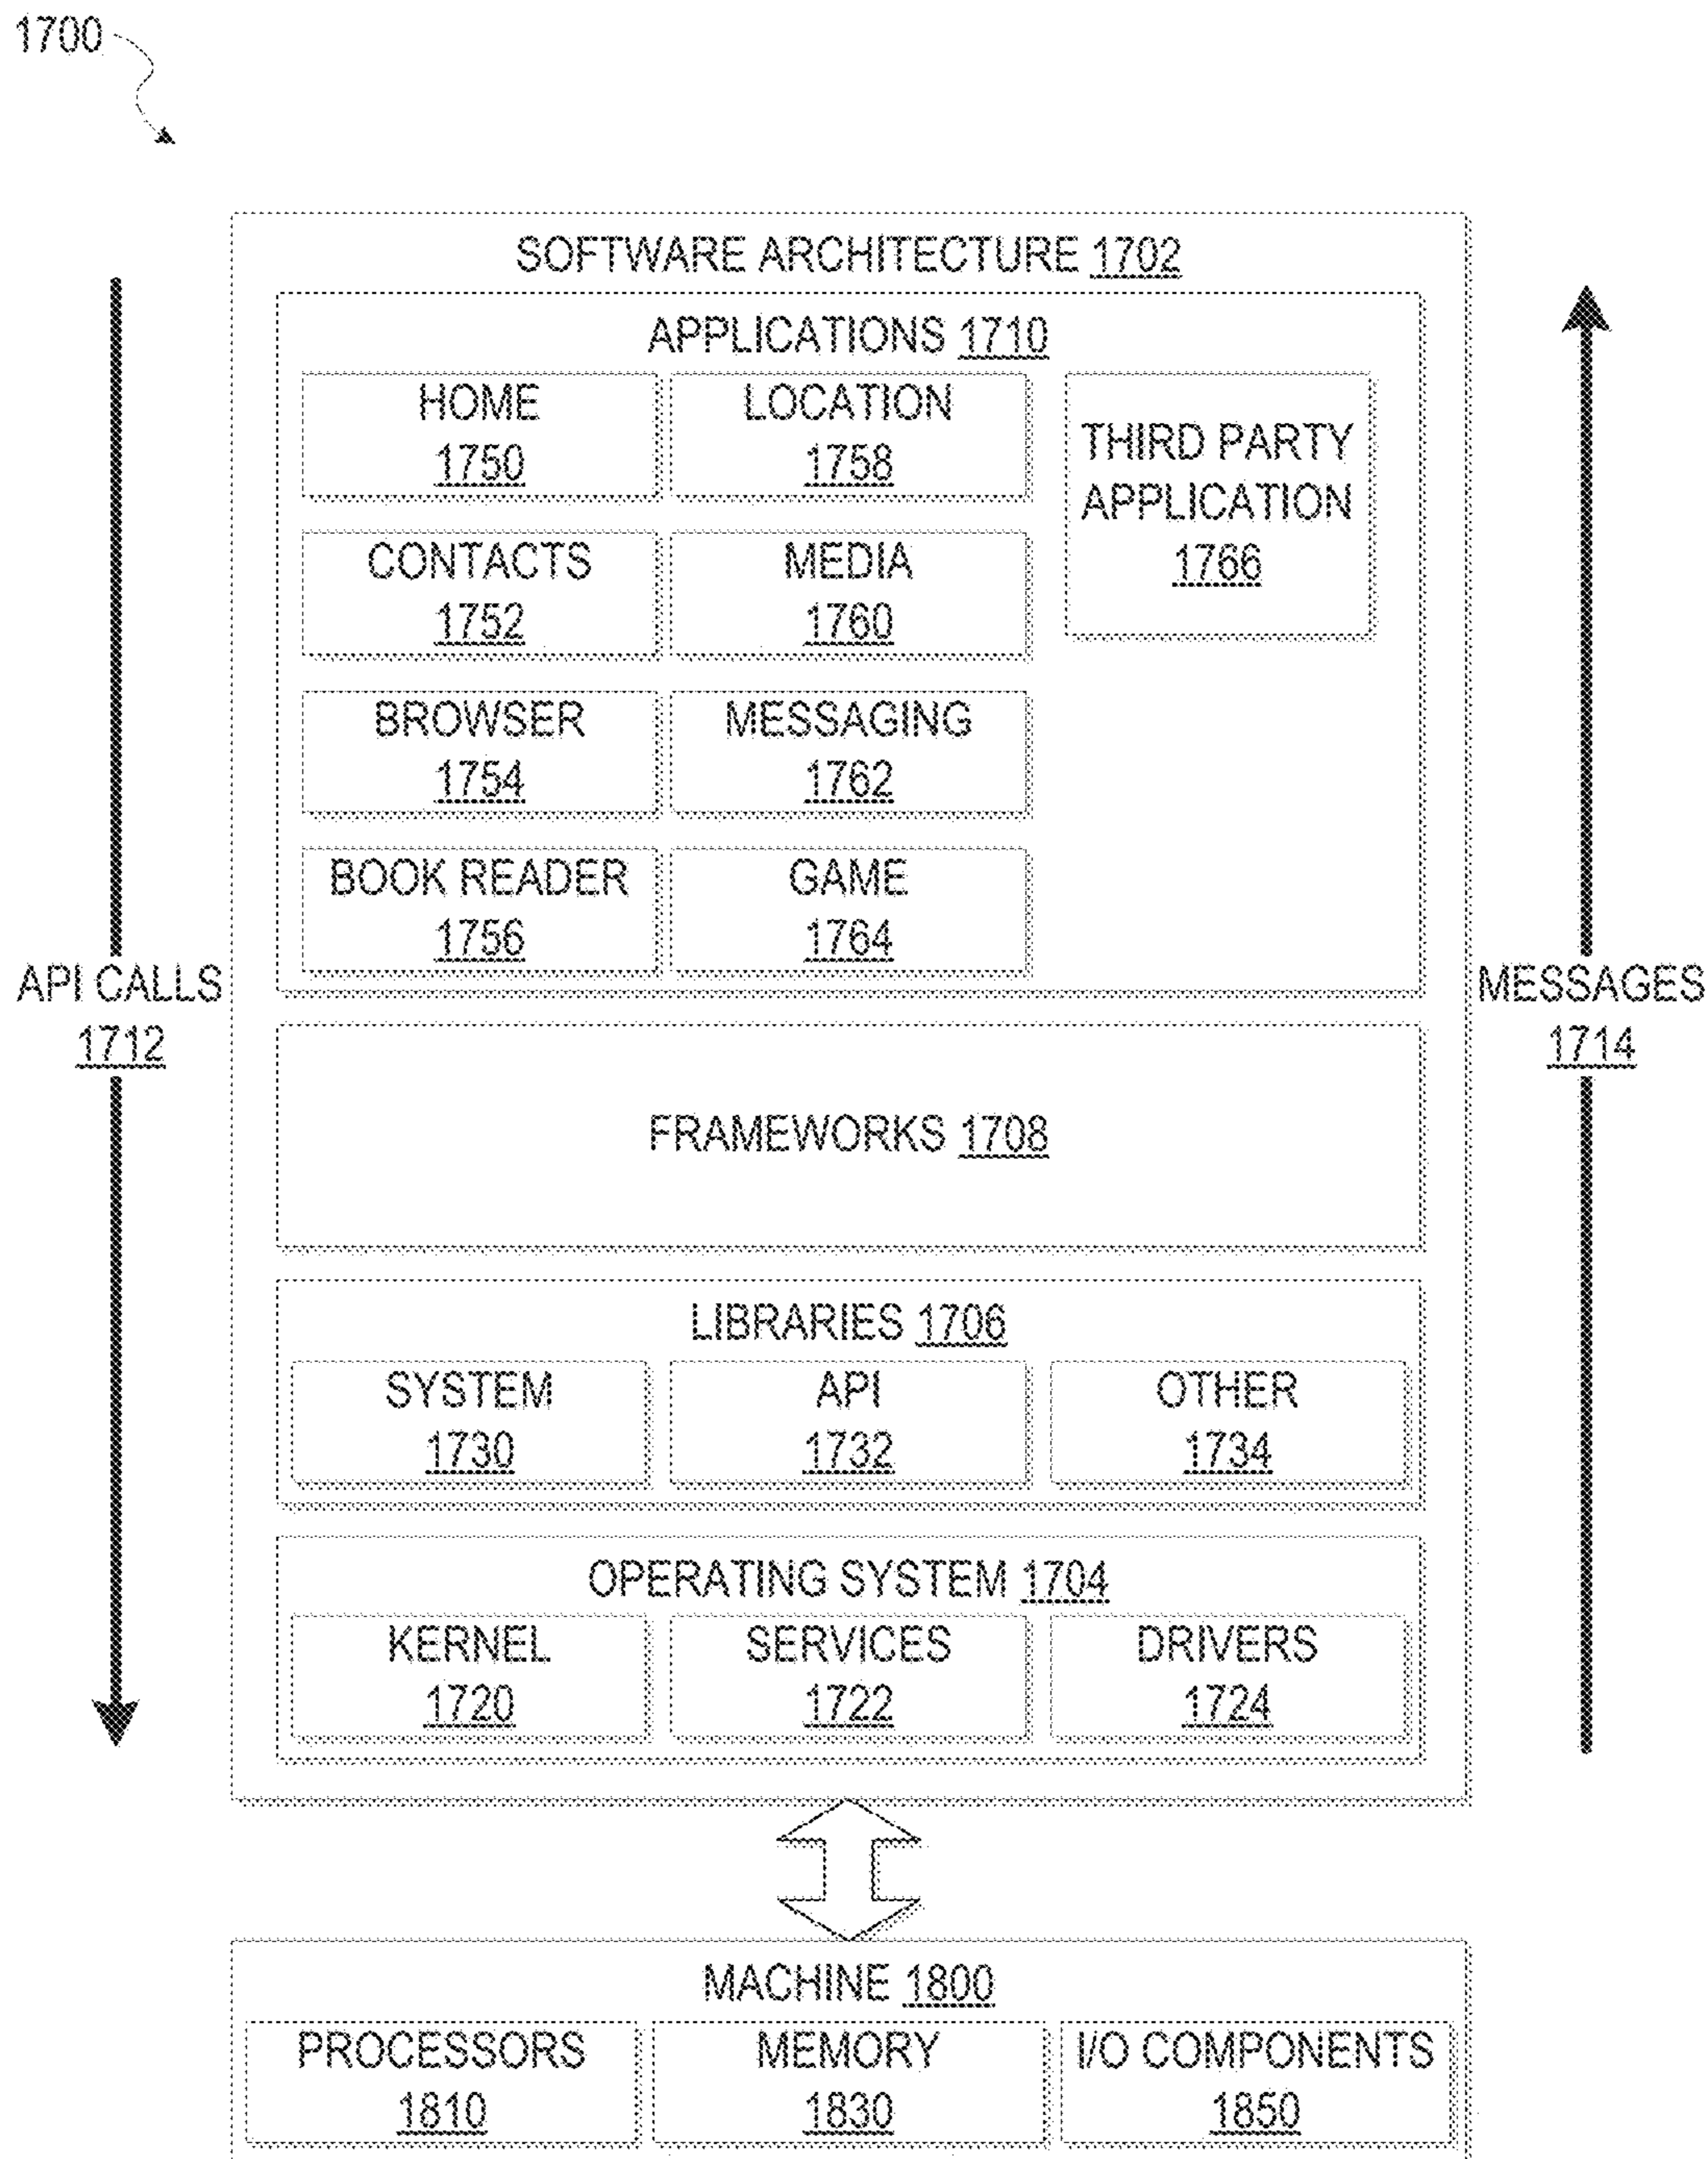 1700
SOFTWARE ARCHITECTURE 1702
APPLICATIONS 1710
HOME
1750
LOCATION
1758
THIRD PARTY
APPLICATION
1766
CONTACTS
1752
MEDIA
1760
BROWSER
1754
MESSAGING
1762
BOOK READER
1756
GAME
1764
API CALLS
1712
MESSAGES
1714
FRAMEWORKS 1708
LIBRARIES 1706
SYSTEM
1730
API
1732
OTHER
1734
OPERATING SYSTEM 1704
KERNEL
1720
SERVICES
1722
DRIVERS
1724
MACHINE 1800
PROCESSORS
1810
MEMORY
1830
I/O COMPONENTS
1850